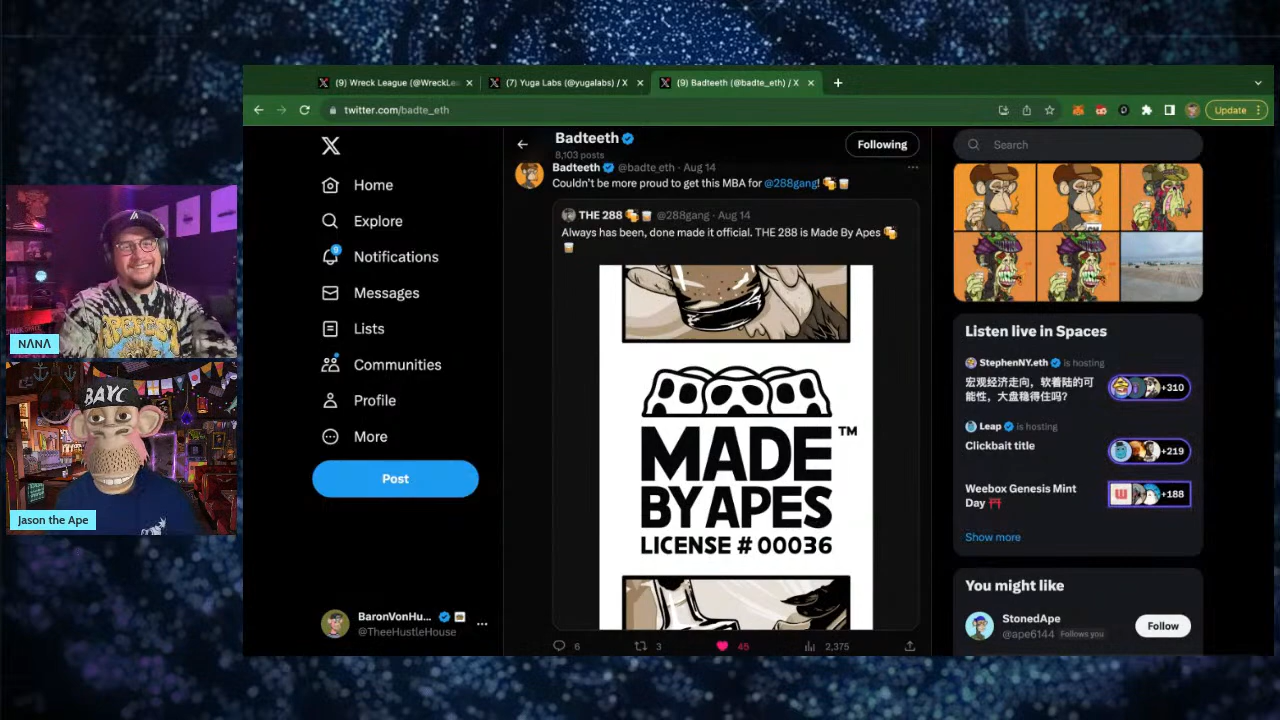 (9) Wreck League (@WreckLea
(7) Yuga Labs (@yugalabs) / X
(9) Badteeth (@badte_eth) / X
twitter.com/badte_eth
Update
Home
Explore
9
Notifications
Messages
Lists
Communities
Profile
More
Post
BaronVonHu...
@TheeHustleHouse
Badteeth
8,103 posts
Following
Badteeth @badte_eth · Aug 14
Couldn't be more proud to get this MBA for @288gang! 🍻🥃
THE 288 🍻🥃 @288gang · Aug 14
Always has been, done made it official. THE 288 is Made By Apes 🍻
🥃
MADE ™
BY APES
LICENSE # 00036
6
3
45
2,375
Search
Listen live in Spaces
StephenNY.eth is hosting
宏观经济走向，软着陆的可
能性，大盘稳得住吗?
+310
Leap is hosting
Clickbait title
+219
Weebox Genesis Mint
Day ⛩️
+188
Show more
You might like
StonedApe
@ape6144 Follows you
Follow
NΛNΛ
APEFEST
BAYC
Jason the Ape